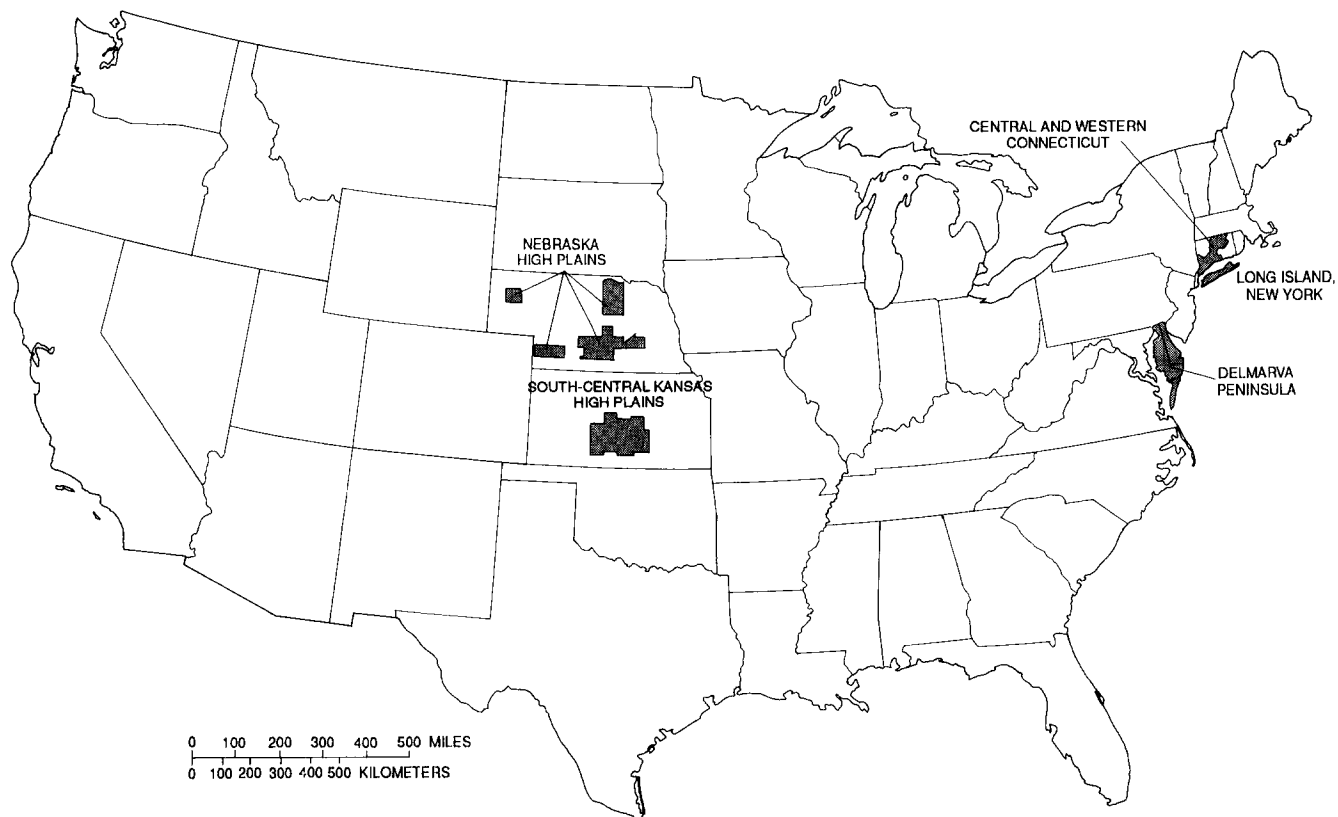 CENTRAL AND WESTERN
CONNECTICUT
NEBRASKA
HIGH PLAINS
LONG ISLAND,
NEW YORK
DELMARVA
PENINSULA
SOUTH-CENTRAL KANSAS
HIGH PLAINS
0 100 200 300 400 500 MILES
0 100 200 300 400 500 KILOMETERS